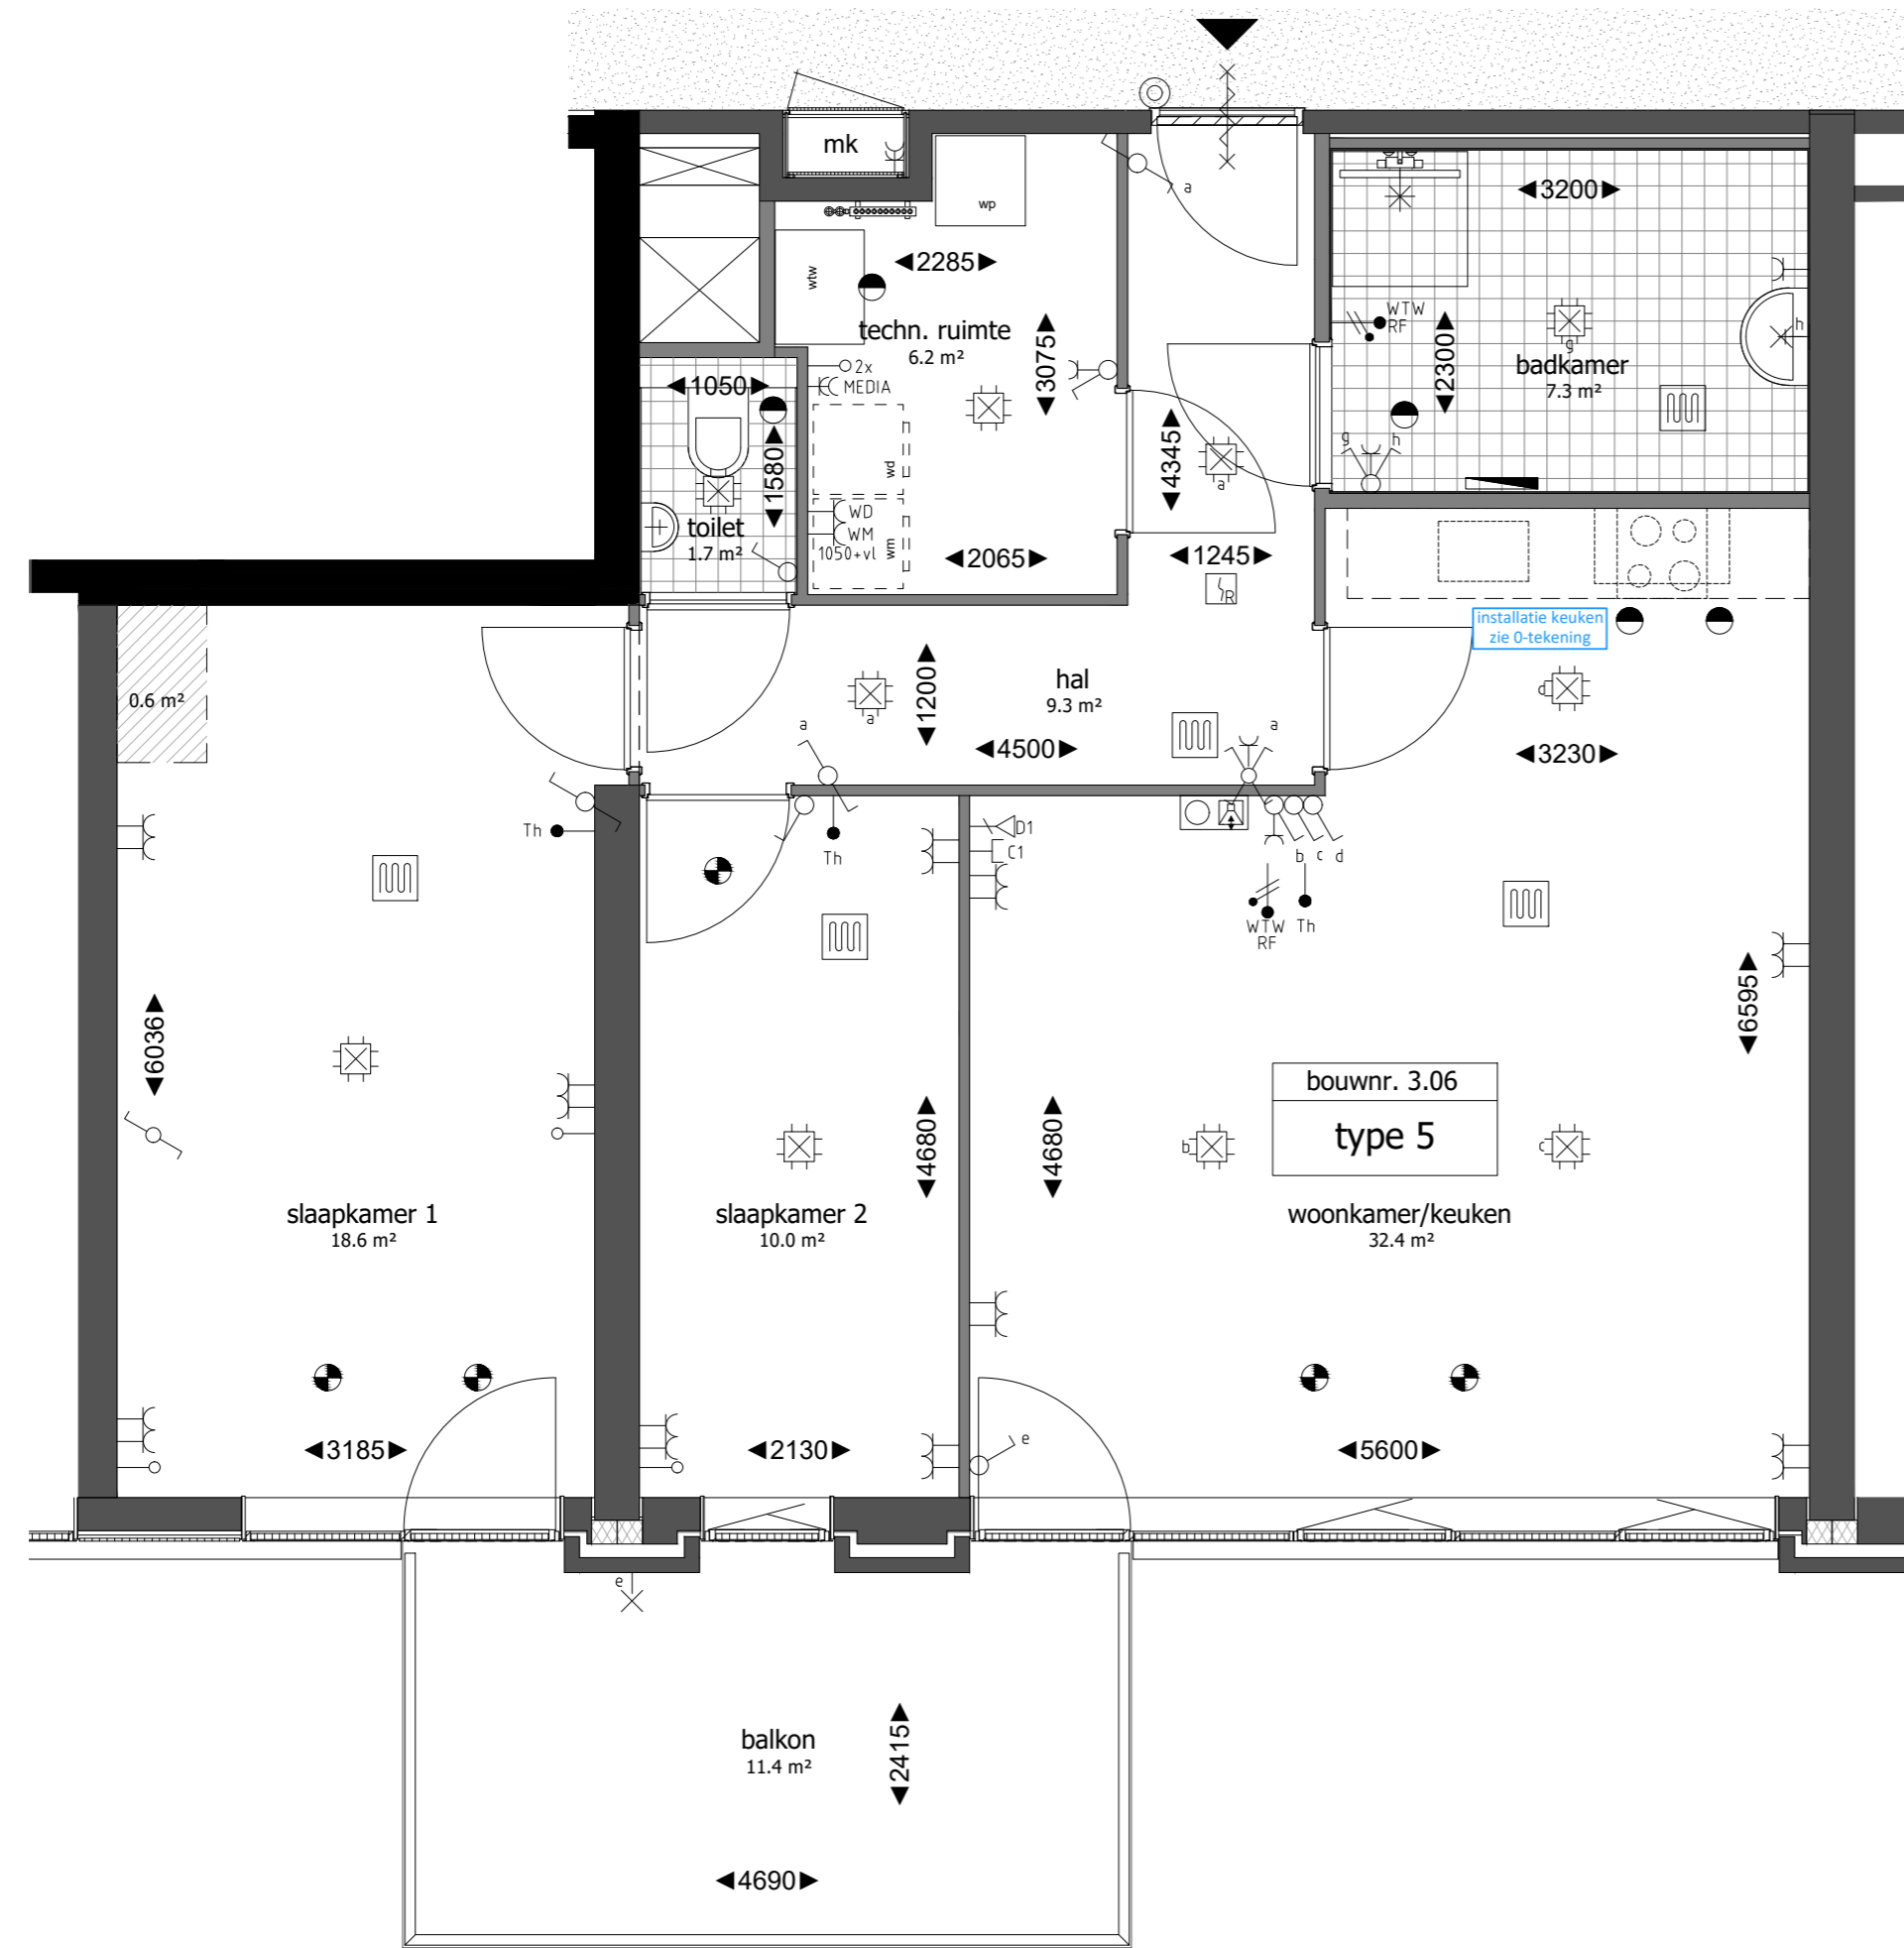 mk
wp
a
◄3200►
◄2285►
wtw
WTW
RF
h
techn. ruimte
6.2 m²
3075
2300
g
badkamer
7.3 m²
◄1050►
2x
MEDIA
1580
4345
g
h
wd
a
WD
WM
1050+vl
wm
toilet
1.7 m²
◄2065►
◄1245►
R
installatie keuken
zie 0-tekening
0.6 m²
a
1200
hal
9.3 m²
d
a
◄4500►
a
◄3230►
Th
Th
D1
C1
b
c
d
WTW
RF
Th
6036
6595
bouwnr. 3.06
type 5
4680
4680
b
c
slaapkamer 1
18.6 m²
slaapkamer 2
10.0 m²
woonkamer/keuken
32.4 m²
◄3185►
◄2130►
e
◄5600►
e
balkon
11.4 m²
2415
◄4690►